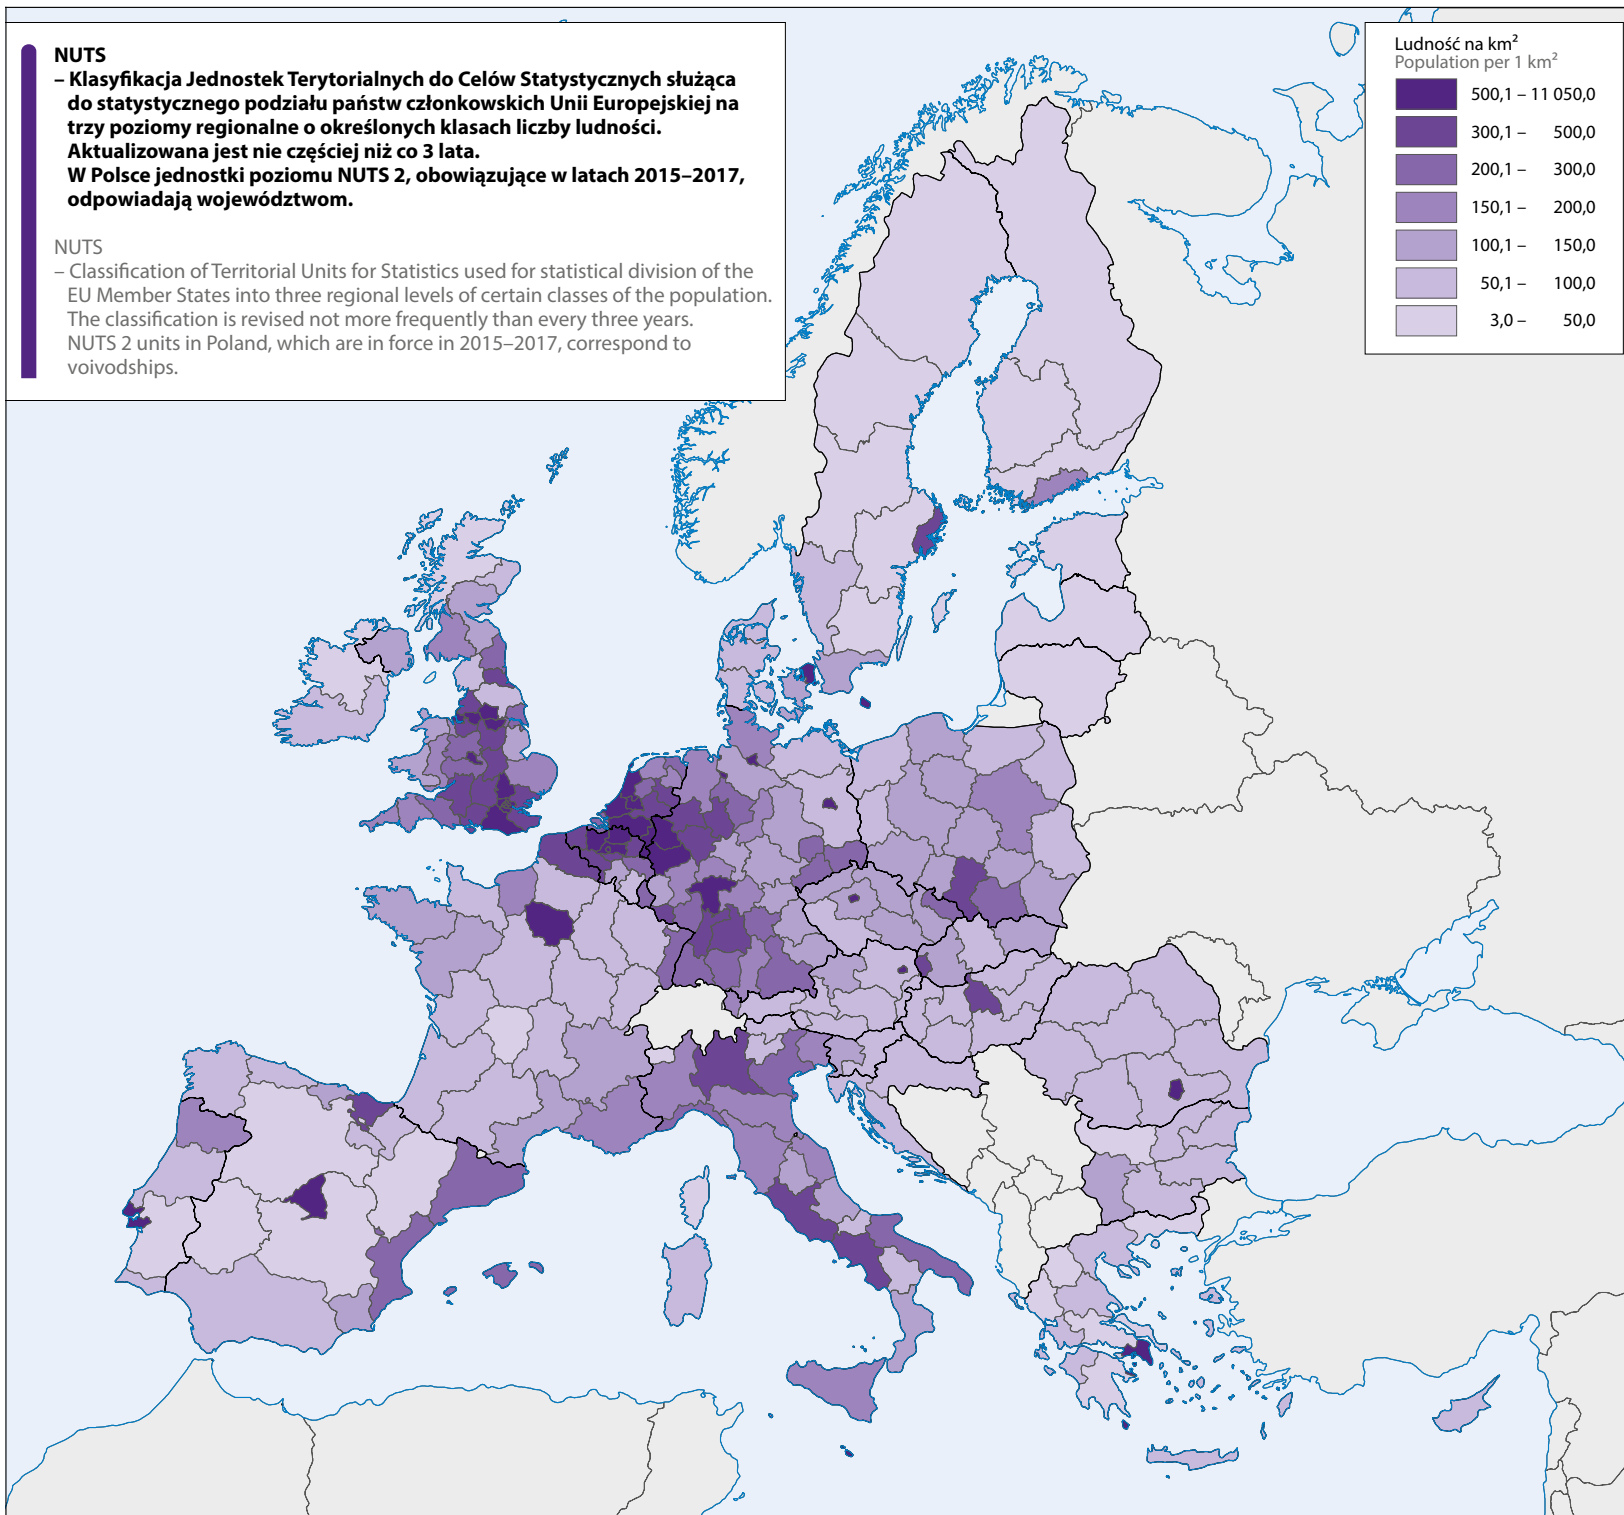 NUTS
– Klasyfikacja Jednostek Terytorialnych do Celów Statystycznych służąca
do statystycznego podziału państw członkowskich Unii Europejskiej na
trzy poziomy regionalne o określonych klasach liczby ludności.
Aktualizowana jest nie częściej niż co 3 lata.
W Polsce jednostki poziomu NUTS 2, obowiązujące w latach 2015–2017,
odpowiadają województwom.
NUTS
– Classification of Territorial Units for Statistics used for statistical division of the
EU Member States into three regional levels of certain classes of the population.
The classification is revised not more frequently than every three years.
NUTS 2 units in Poland, which are in force in 2015–2017, correspond to
voivodships.
Ludność na km²
Population per 1 km²
500,1 – 11 050,0
300,1 – 500,0
200,1 – 300,0
150,1 – 200,0
100,1 – 150,0
50,1 – 100,0
3,0 – 50,0